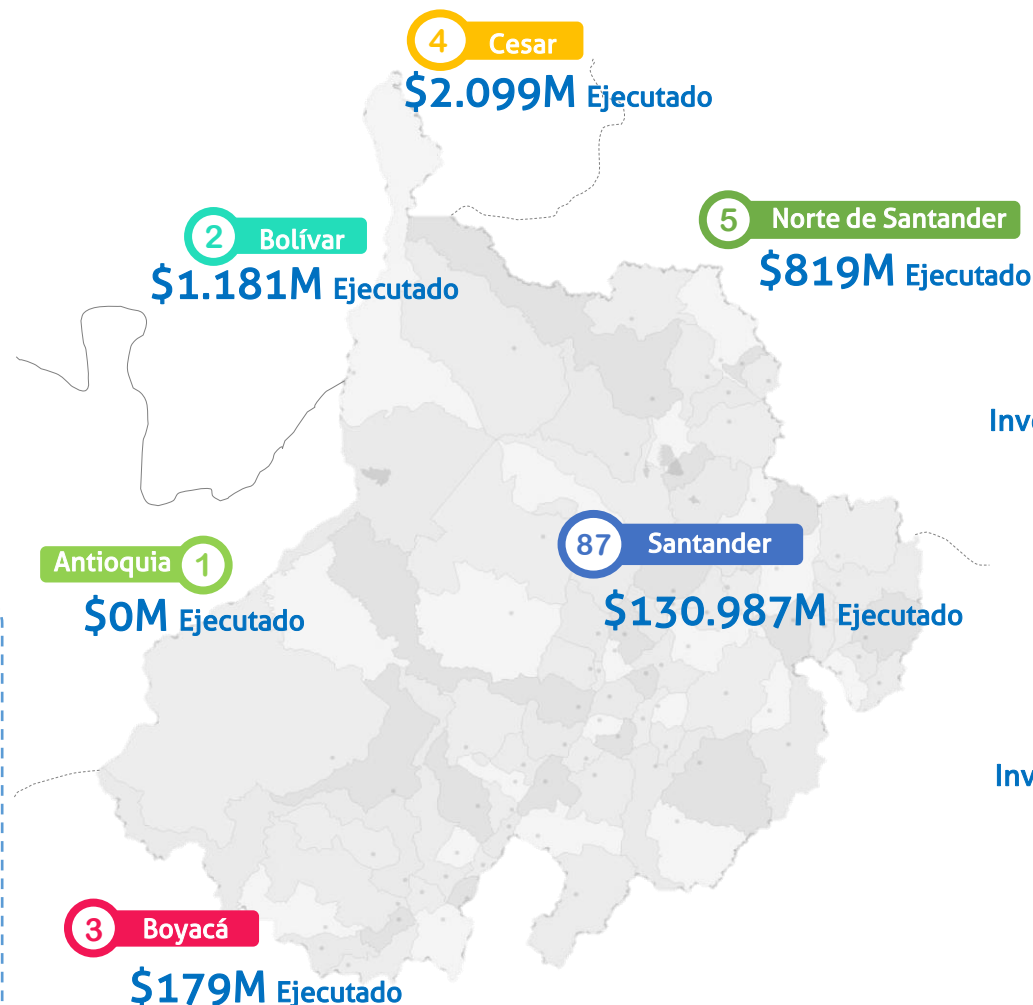 4 Cesar
$2.099M Ejecutado
5 Norte de Santander
$819M Ejecutado
2 Bolívar
$1.181M Ejecutado
87 Santander
$130.987M Ejecutado
Antioquia 1
$0M Ejecutado
3 Boyacá
$179M Ejecutado